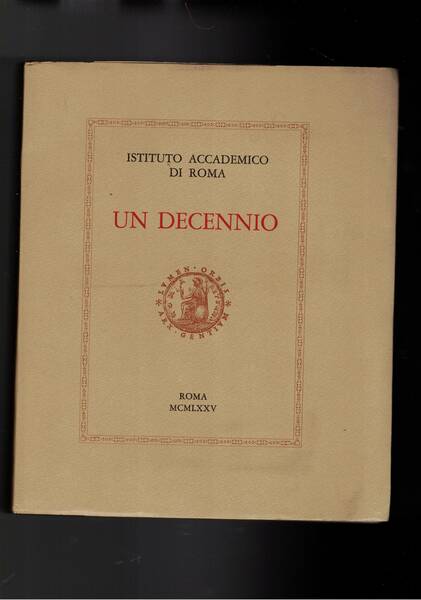 ISTITUTO ACCADEMICO
DI ROMA
UN DECENNIO
LVMEN · ORBIS
ARX · GENTIVM
ROMA
MCMLXXV